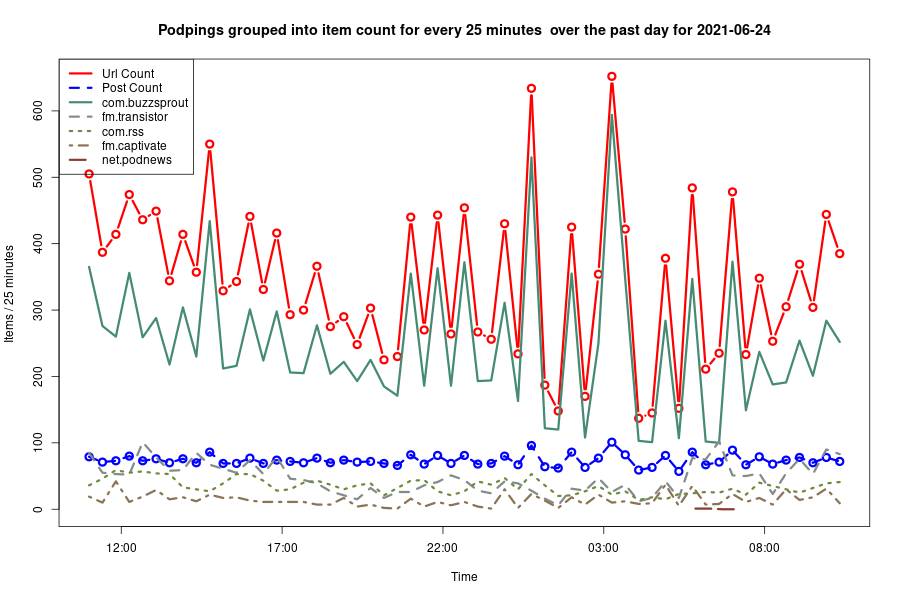 Podpings grouped into item count for every 25 minutes  over the past day for 2021-06-24
Url Count
Post Count
com.buzzsprout
fm.transistor
com.rss
fm.captivate
net.podnews
600
500
400
300
200
100
0
Items / 25 minutes
12:00 17:00 22:00 03:00 08:00
Time